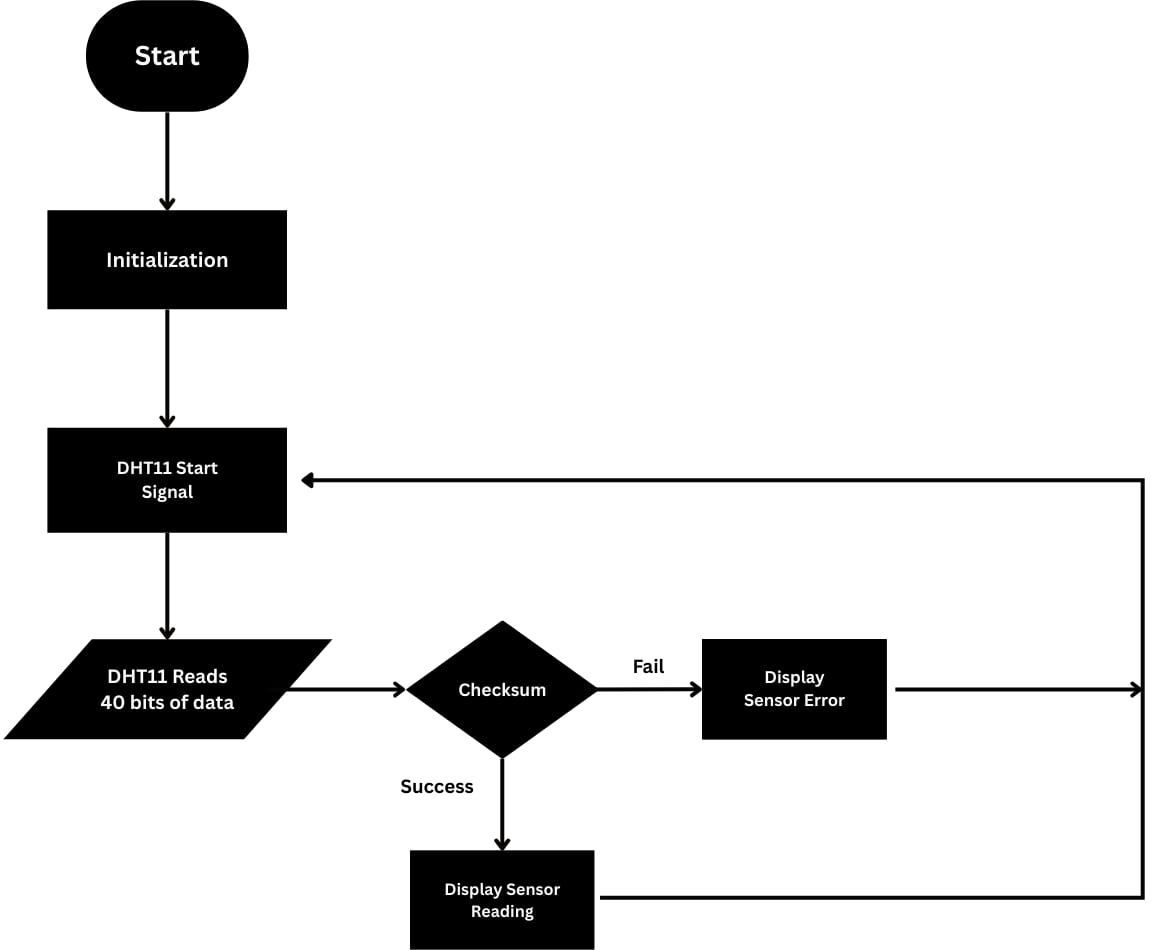 Start
Initialization
DHT11 Start
Signal
DHT11 Reads
40 bits of data
Checksum
Fail
Display
Sensor Error
Success
Display Sensor
Reading